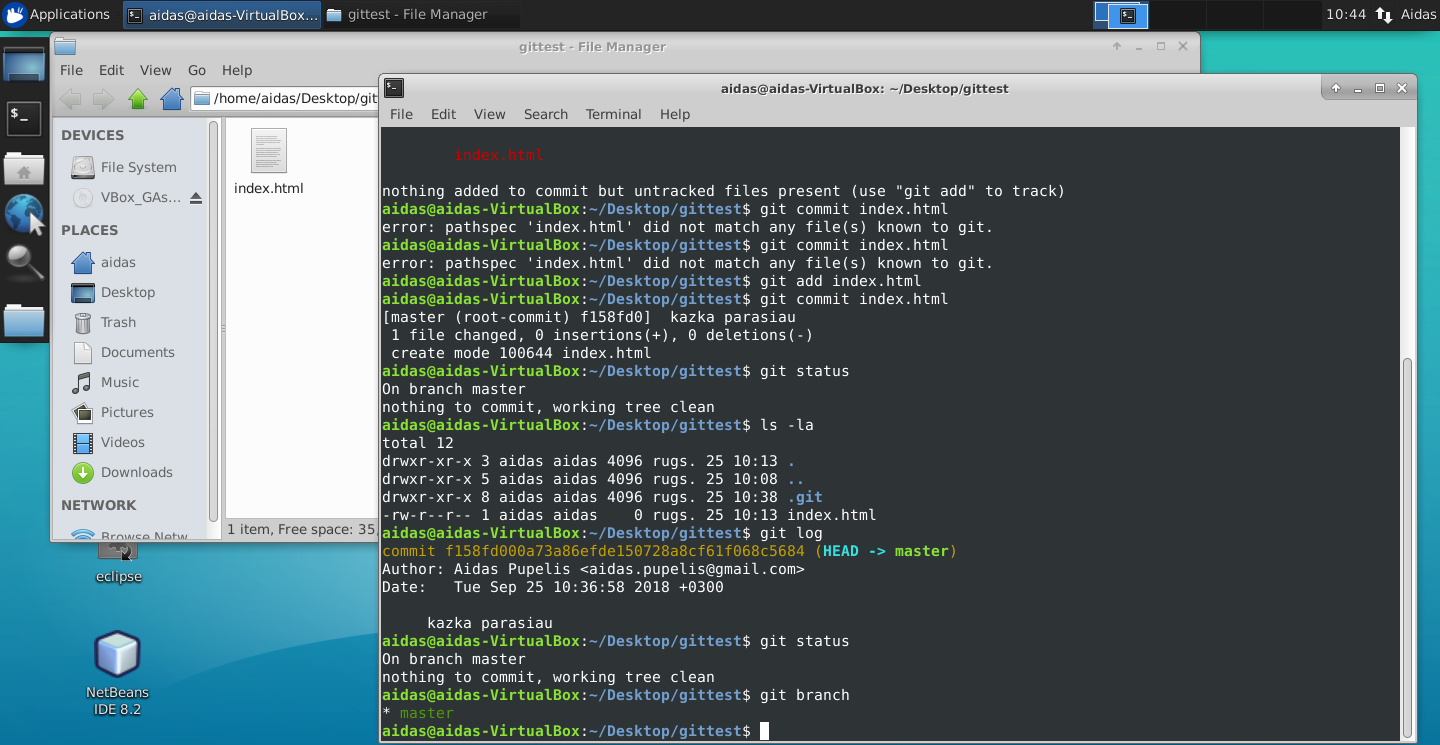 Applications
aidas@aidas-VirtualBox...
gittest - File Manager
10:44
Aidas
gittest - File Manager
File Edit View Go Help
/home/aidas/Desktop/git
DEVICES
File System
VBox_GAs...
PLACES
aidas
Desktop
Trash
Documents
Music
Pictures
Videos
Downloads
NETWORK
Browse Netw
index.html
1 item, Free space: 35,
eclipse
NetBeans
IDE 8.2
aidas@aidas-VirtualBox: ~/Desktop/gittest
File Edit View Search Terminal Help
index.html
nothing added to commit but untracked files present (use "git add" to track)
aidas@aidas-VirtualBox:~/Desktop/gittest$ git commit index.html
error: pathspec 'index.html' did not match any file(s) known to git.
aidas@aidas-VirtualBox:~/Desktop/gittest$ git commit index.html
error: pathspec 'index.html' did not match any file(s) known to git.
aidas@aidas-VirtualBox:~/Desktop/gittest$ git add index.html
aidas@aidas-VirtualBox:~/Desktop/gittest$ git commit index.html
[master (root-commit) f158fd0]  kazka parasiau
 1 file changed, 0 insertions(+), 0 deletions(-)
 create mode 100644 index.html
aidas@aidas-VirtualBox:~/Desktop/gittest$ git status
On branch master
nothing to commit, working tree clean
aidas@aidas-VirtualBox:~/Desktop/gittest$ ls -la
total 12
drwxr-xr-x 3 aidas aidas 4096 rugs. 25 10:13 .
drwxr-xr-x 5 aidas aidas 4096 rugs. 25 10:08 ..
drwxr-xr-x 8 aidas aidas 4096 rugs. 25 10:38 .git
-rw-r--r-- 1 aidas aidas    0 rugs. 25 10:13 index.html
aidas@aidas-VirtualBox:~/Desktop/gittest$ git log
commit f158fd000a73a86efde150728a8cf61f068c5684 (HEAD -> master)
Author: Aidas Pupelis <aidas.pupelis@gmail.com>
Date:   Tue Sep 25 10:36:58 2018 +0300
kazka parasiau
aidas@aidas-VirtualBox:~/Desktop/gittest$ git status
On branch master
nothing to commit, working tree clean
aidas@aidas-VirtualBox:~/Desktop/gittest$ git branch
* master
aidas@aidas-VirtualBox:~/Desktop/gittest$